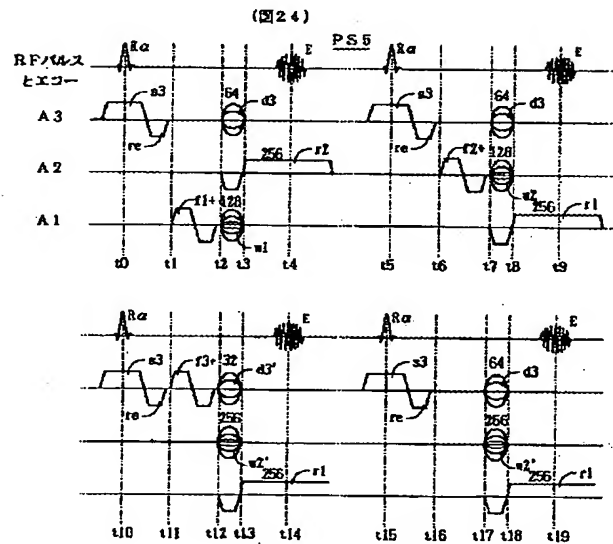 (図24)
PS5
RFパルス
とエコー
Rα E Rα E
s3 64 d3 s3 64 d3
A3
re re
A2
256 r2 f2+ 128 w2
A1
f1+ 128 w1 256 r1
t0 t1 t2 t3 t4 t5 t6 t7 t8 t9
Rα E Rα E
s3 f3+ 32 d3' s3 64 d3
re re
256 w2' 256 w2'
256 r1 256 r1
t10 t11 t12 t13 t14 t15 t16 t17 t18 t19